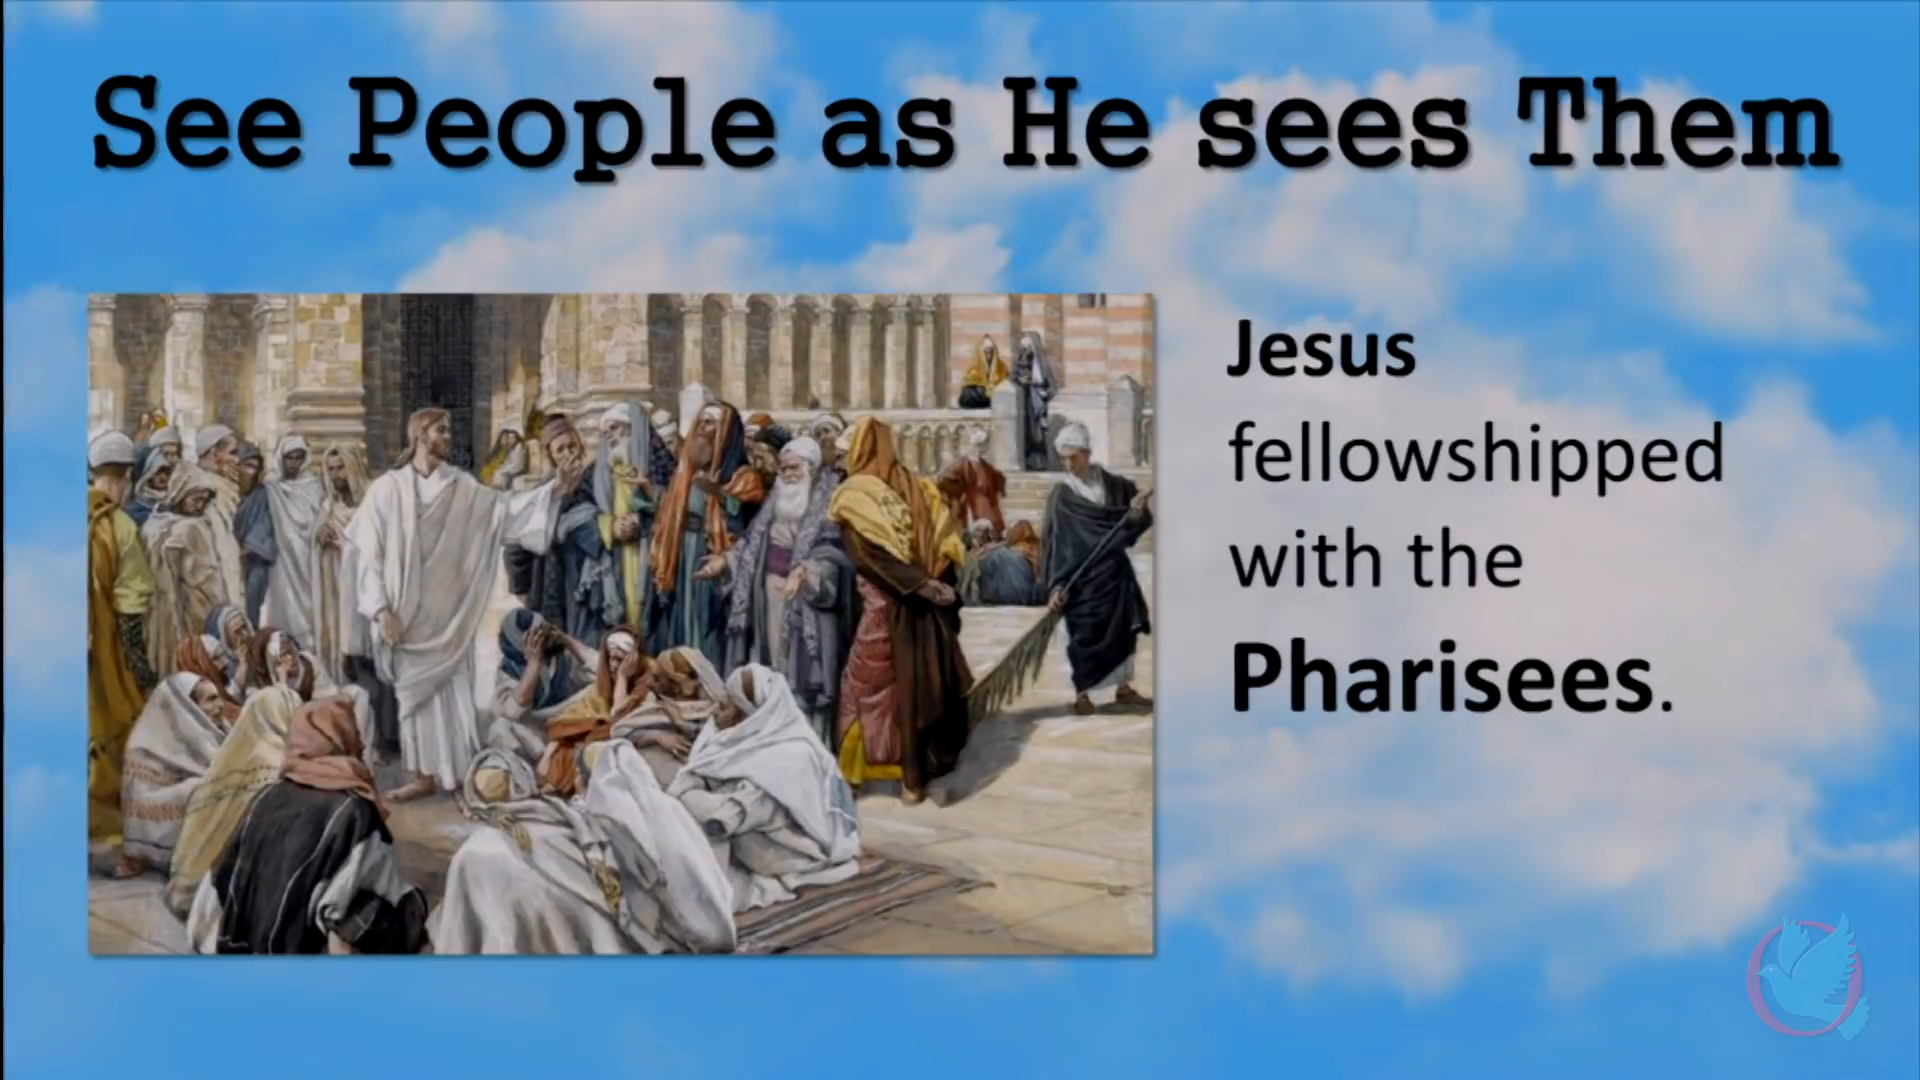 See People as He sees Them
Jesus
fellowshipped
with the
Pharisees.